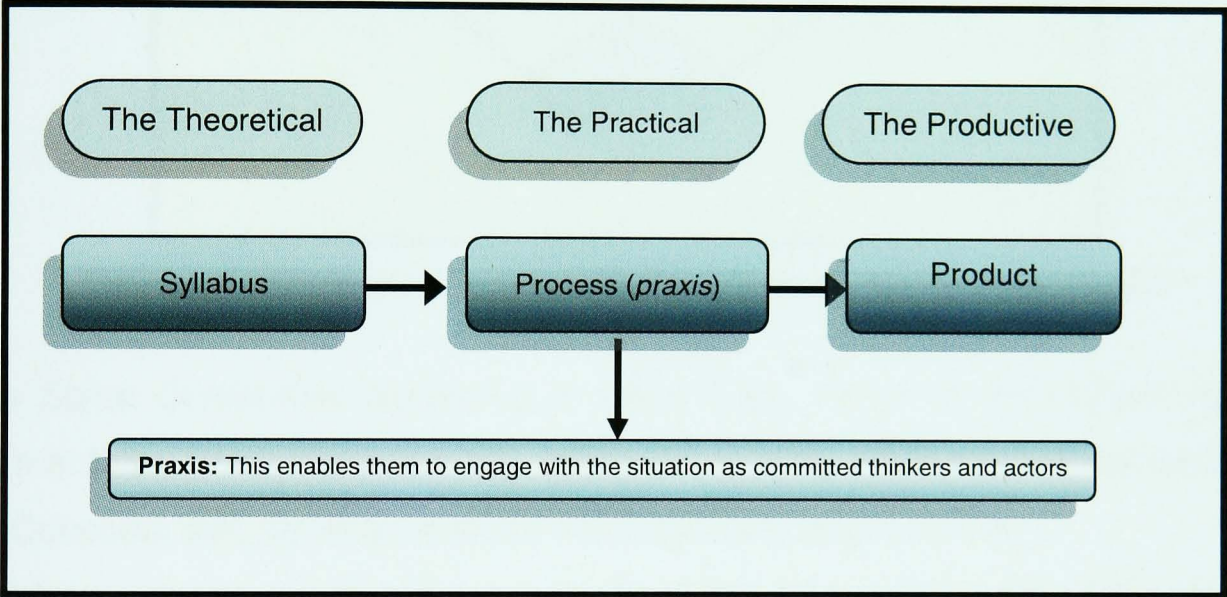 The Theoretical
The Practical
The Productive
Syllabus
Process (praxis)
Product
Praxis: This enables them to engage with the situation as committed thinkers and actors